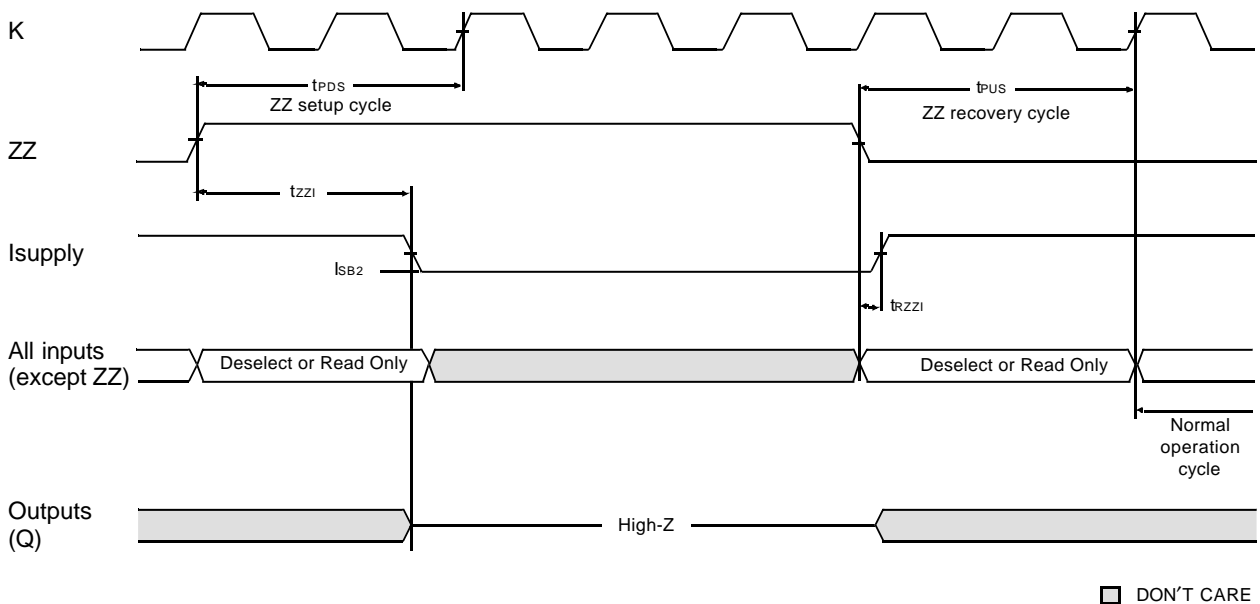 K
tPDS
ZZ setup cycle
tPUS
ZZ recovery cycle
ZZ
tZZI
Isupply
ISB2
tRZZI
All inputs
(except ZZ)
Deselect or Read Only
Deselect or Read Only
Normal
operation
cycle
Outputs
(Q)
High-Z
DON'T CARE